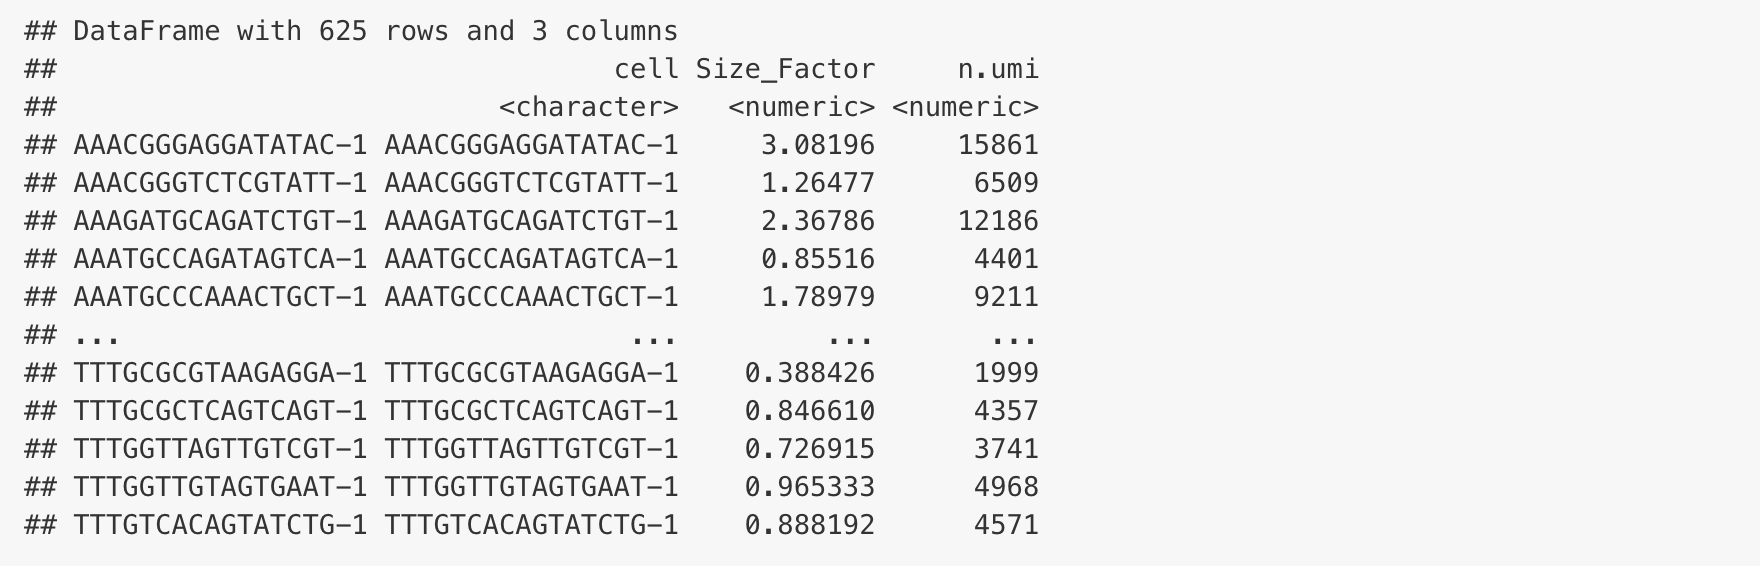 ## DataFrame with 625 rows and 3 columns
##                                  cell Size_Factor     n.umi
##                           <character>   <numeric> <numeric>
## AAACGGGAGGATATAC-1 AAACGGGAGGATATAC-1     3.08196     15861
## AAACGGGTCTCGTATT-1 AAACGGGTCTCGTATT-1     1.26477      6509
## AAAGATGCAGATCTGT-1 AAAGATGCAGATCTGT-1     2.36786     12186
## AAATGCCAGATAGTCA-1 AAATGCCAGATAGTCA-1     0.85516      4401
## AAATGCCCAAACTGCT-1 AAATGCCCAAACTGCT-1     1.78979      9211
## ...                               ...         ...       ...
## TTTGCGCGTAAGAGGA-1 TTTGCGCGTAAGAGGA-1    0.388426      1999
## TTTGCGCTCAGTCAGT-1 TTTGCGCTCAGTCAGT-1    0.846610      4357
## TTTGGTTAGTTGTCGT-1 TTTGGTTAGTTGTCGT-1    0.726915      3741
## TTTGGTTGTAGTGAAT-1 TTTGGTTGTAGTGAAT-1    0.965333      4968
## TTTGTCACAGTATCTG-1 TTTGTCACAGTATCTG-1    0.888192      4571